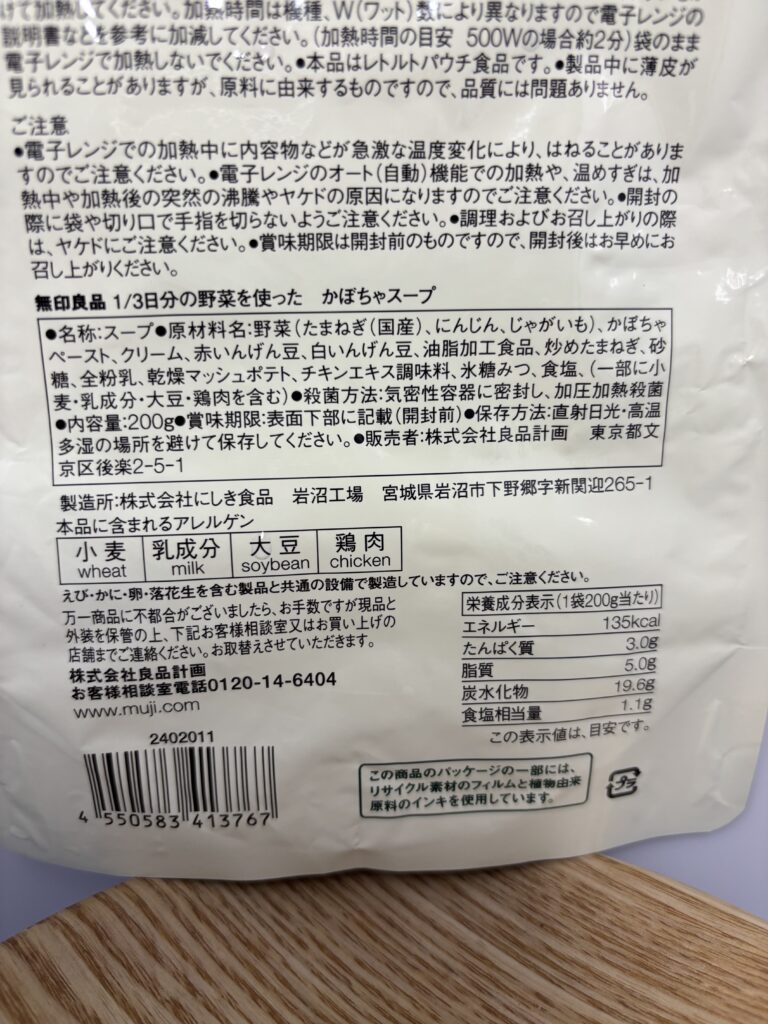 けて加熱してください。加熱時間は機種、W(ワット)数により異なりますので電子レンジの
説明書などを参考に加減してください。(加熱時間の目安 500Wの場合約2分)袋のまま
電子レンジで加熱しないでください。●本品はレトルトパウチ食品です。●製品中に薄皮が
見られることがありますが、原料に由来するものですので、品質には問題ありません。
ご注意
●電子レンジでの加熱中に内容物などが急激な温度変化により、はねることがありま
すのでご注意ください。●電子レンジのオート(自動)機能での加熱や、温めすぎは、加
熱中や加熱後の突然の沸騰やヤケドの原因になりますのでご注意ください。●開封の
際に袋や切り口で手指を切らないようご注意ください。●調理およびお召し上がりの際
は、ヤケドにご注意ください。●賞味期限は開封前のものですので、開封後はお早めにお
召し上がりください。
無印良品 1/3日分の野菜を使った かぼちゃスープ
●名称:スープ●原材料名:野菜(たまねぎ(国産)、にんじん、じゃがいも)、かぼちゃ
ペースト、クリーム、赤いんげん豆、白いんげん豆、油脂加工食品、炒めたまねぎ、砂
糖、全粉乳、乾燥マッシュポテト、チキンエキス調味料、氷糖みつ、食塩、(一部に小
麦・乳成分・大豆・鶏肉を含む)●殺菌方法:気密性容器に密封し、加圧加熱殺菌
●内容量:200g●賞味期限:表面下部に記載(開封前)●保存方法:直射日光・高温
多湿の場所を避けて保存してください。●販売者:株式会社良品計画 東京都文
京区後楽2-5-1
製造所:株式会社にしき食品 岩沼工場 宮城県岩沼市下野郷字新関迎265-1
本品に含まれるアレルゲン
小麦 乳成分 大豆 鶏肉
wheat milk soybean chicken
えび・かに・卵・落花生を含む製品と共通の設備で製造していますので、ご注意ください。
万一商品に不都合がございましたら、お手数ですが現品と
外装を保管の上、下記お客様相談室又はお買い上げの
店舗までご連絡ください。お取替えさせていただきます。
株式会社良品計画
お客様相談室電話0120-14-6404
www.muji.com
栄養成分表示(1袋200g当たり)
エネルギー 135kcal
たんぱく質 3.0g
脂質 5.0g
炭水化物 19.6g
食塩相当量 1.1g
この表示値は、目安です。
2402011
4 550583 413767
この商品のパッケージの一部には、
リサイクル素材のフィルムと植物由来
原料のインキを使用しています。
プラ